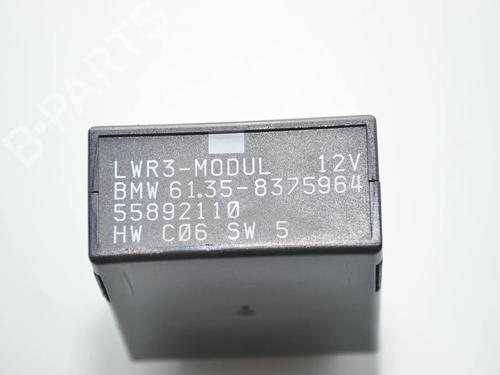 B-PARTS
LWR3-MODUL 12V
BMW 61.35-8375964
55892110
HW C06 SW 5